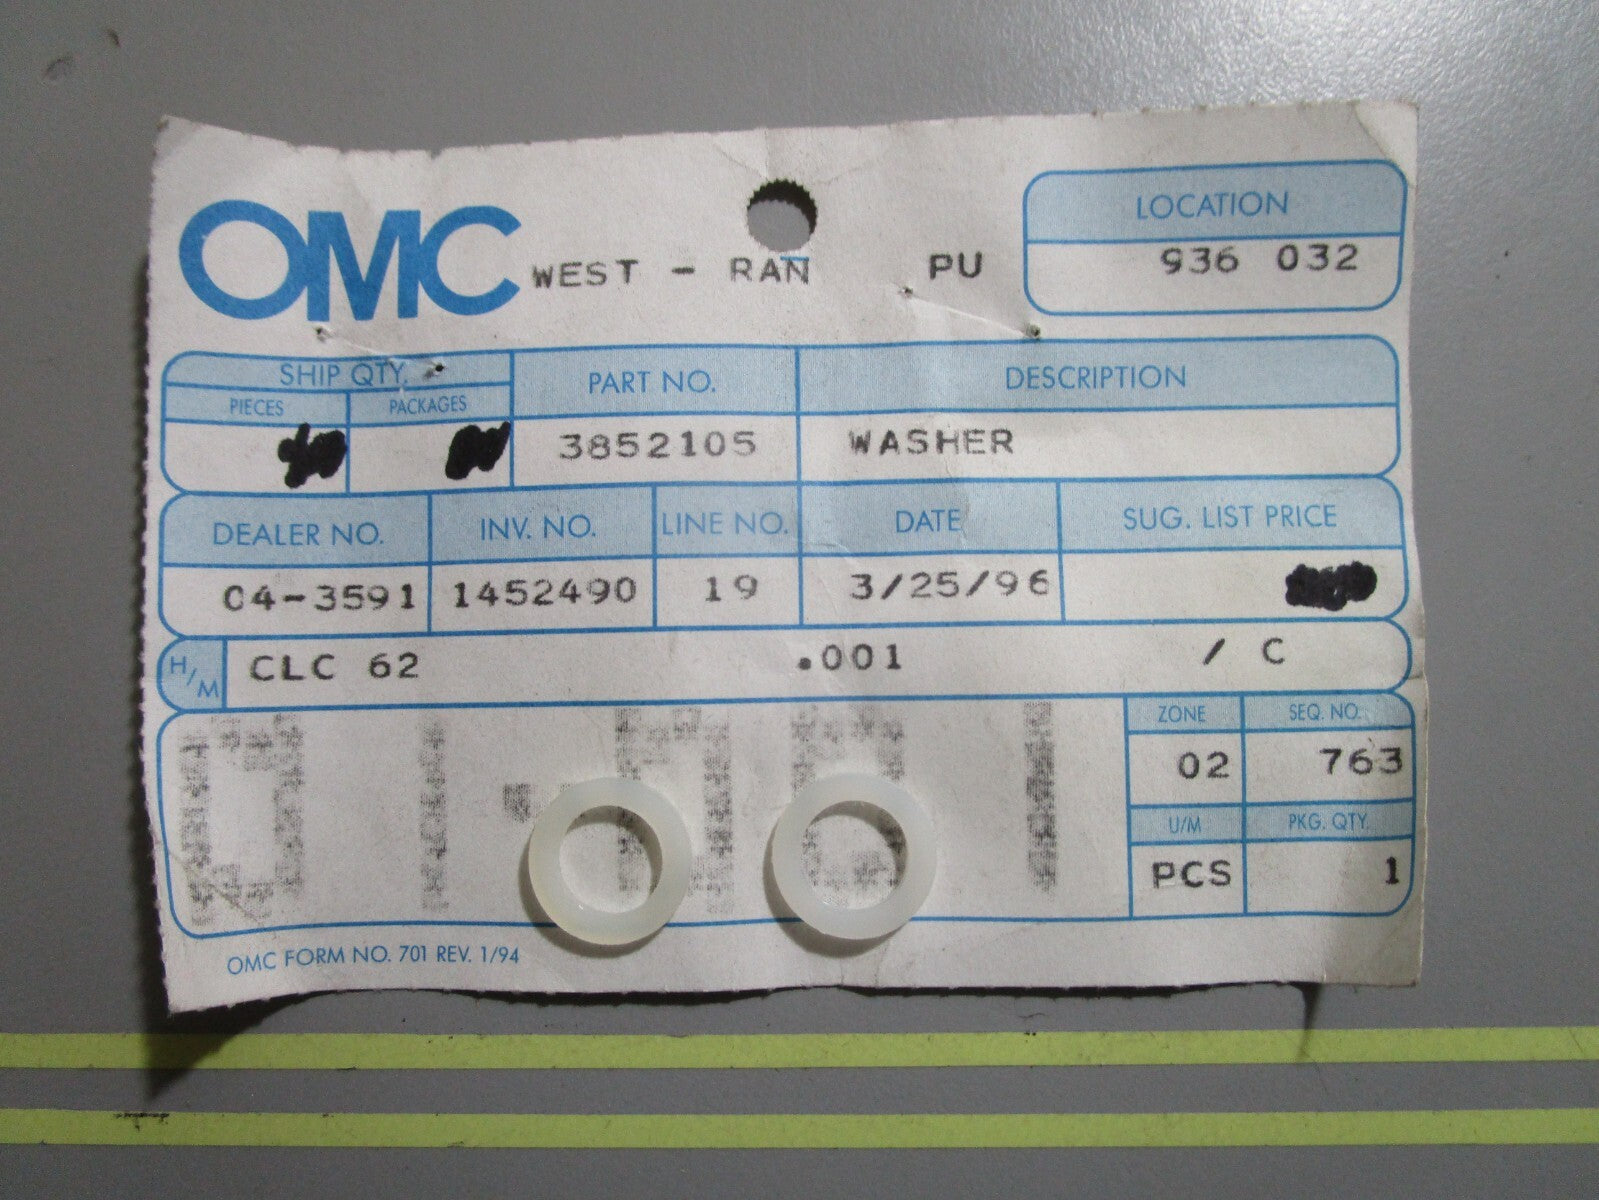 OMC WEST - RAN PU
LOCATION
936 032
SHIP QTY. PART NO. DESCRIPTION
PIECES PACKAGES
3852105 WASHER
DEALER NO. INV. NO. LINE NO. DATE SUG. LIST PRICE
04-3591 1452490 19 3/25/96
H/M CLC 62 .001 / C
ZONE SEQ. NO.
02 763
U/M PKG. QTY.
PCS 1
OMC FORM NO. 701 REV. 1/94